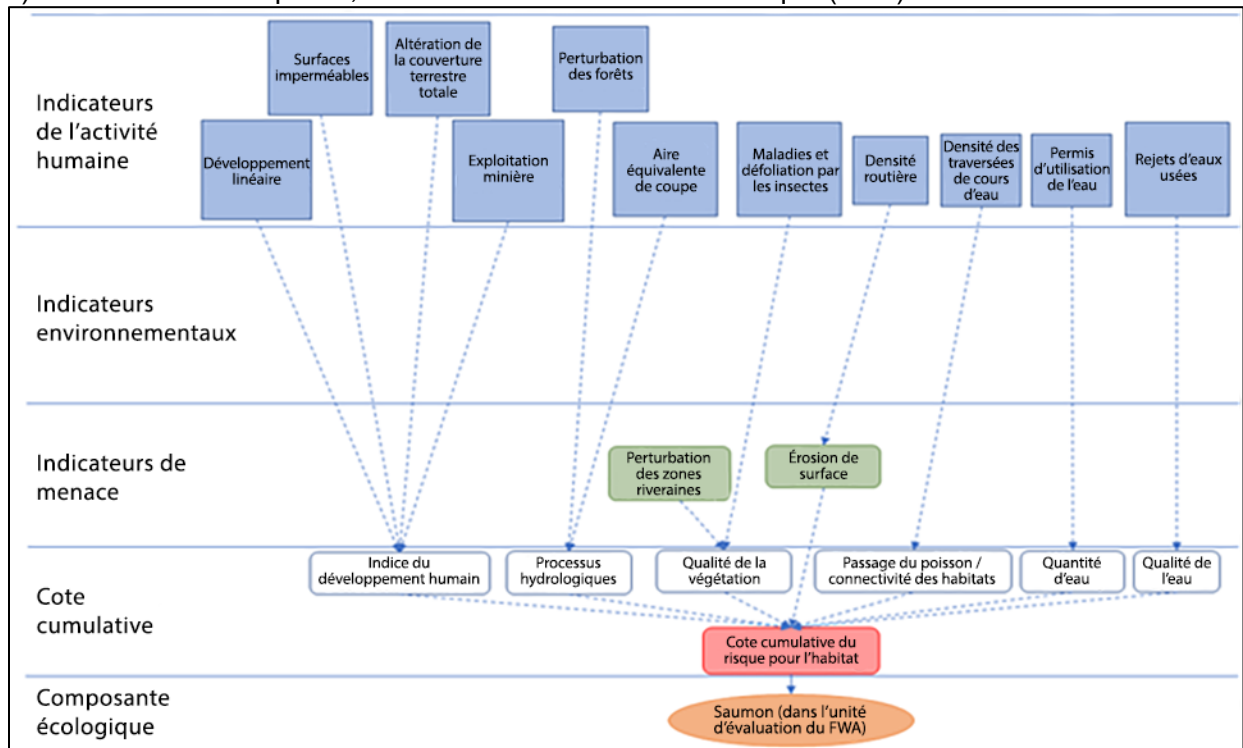 Indicateurs
de l'activité
humaine
Surfaces
imperméables
Altération de
la couverture
terrestre
totale
Perturbation
des forêts
Développement
linéaire
Exploitation
minière
Aire
équivalente
de coupe
Maladies et
défoliation par
les insectes
Densité
routière
Densité des
traversées
de cours
d'eau
Permis
d'utilisation
de l'eau
Rejets d'eaux
usées
Indicateurs
environnementaux
Indicateurs de
menace
Perturbation
des zones
riveraines
Érosion de
surface
Cote
cumulative
Indice du
développement humain
Processus
hydrologiques
Qualité de la
végétation
Passage du poisson /
connectivité des habitats
Quantité
d'eau
Qualité de
l'eau
Cote cumulative du
risque pour l'habitat
Composante
écologique
Saumon (dans l'unité
d'évaluation du FWA)